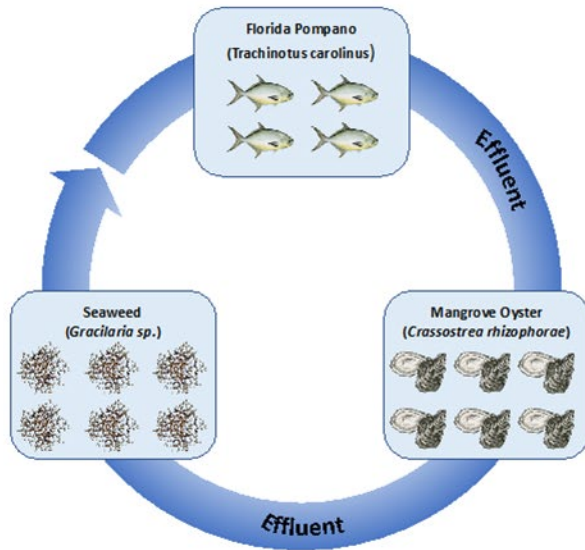 Florida Pompano
(Trachinotus carolinus)
Effluent
Mangrove Oyster
(Crassostrea rhizophorae)
Effluent
Seaweed
(Gracilaria sp.)